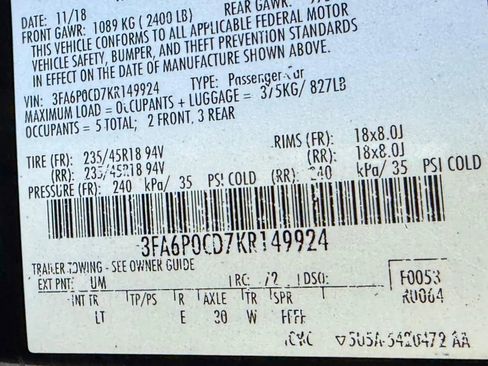 DATE: 11/18
FRONT GAWR: 1089 KG (2400 LB) REAR GAWR:
THIS VEHICLE CONFORMS TO ALL APPLICABLE FEDERAL MOTOR
VEHICLE SAFETY, BUMPER, AND THEFT PREVENTION STANDARDS
IN EFFECT ON THE DATE OF MANUFACTURE SHOWN ABOVE.
VIN: 3FA6P0CD7KR149924 TYPE: Passenger Car
MAXIMUM LOAD = OCCUPANTS + LUGGAGE = 375KG/ 827LB
OCCUPANTS = 5 TOTAL; 2 FRONT, 3 REAR
TIRE (FR): 235/45R18 94V RIMS (FR): 18x8.0J
(RR): 235/45R18 94V (RR): 18x8.0J
PRESSURE (FR): 240 kPa/ 35 PSI COLD (RR): 240 kPa/ 35 PSI COLD
3FA6P0CD7KR149924
TRAILER TOWING - SEE OWNER GUIDE
EXT PNT: UM RC: 72 DSO: F0053
INT TR TP/PS R AXLE TR SPR R0064
LT E 30 W FFFF
5U5A-5420472-AA